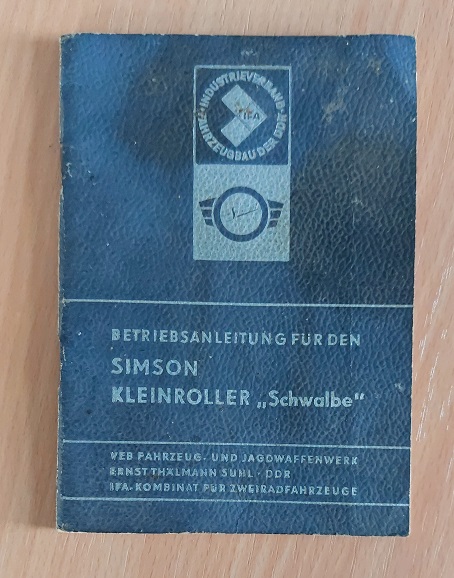 INDUSTRIEVERBAND
FAHRZEUGBAU DER DDR
IFA
BETRIEBSANLEITUNG FÜR DEN
SIMSON
KLEINROLLER „Schwalbe"
VEB FAHRZEUG- UND JAGDWAFFENWERK
ERNST THÄLMANN SUHL · DDR
IFA-KOMBINAT FÜR ZWEIRADFAHRZEUGE